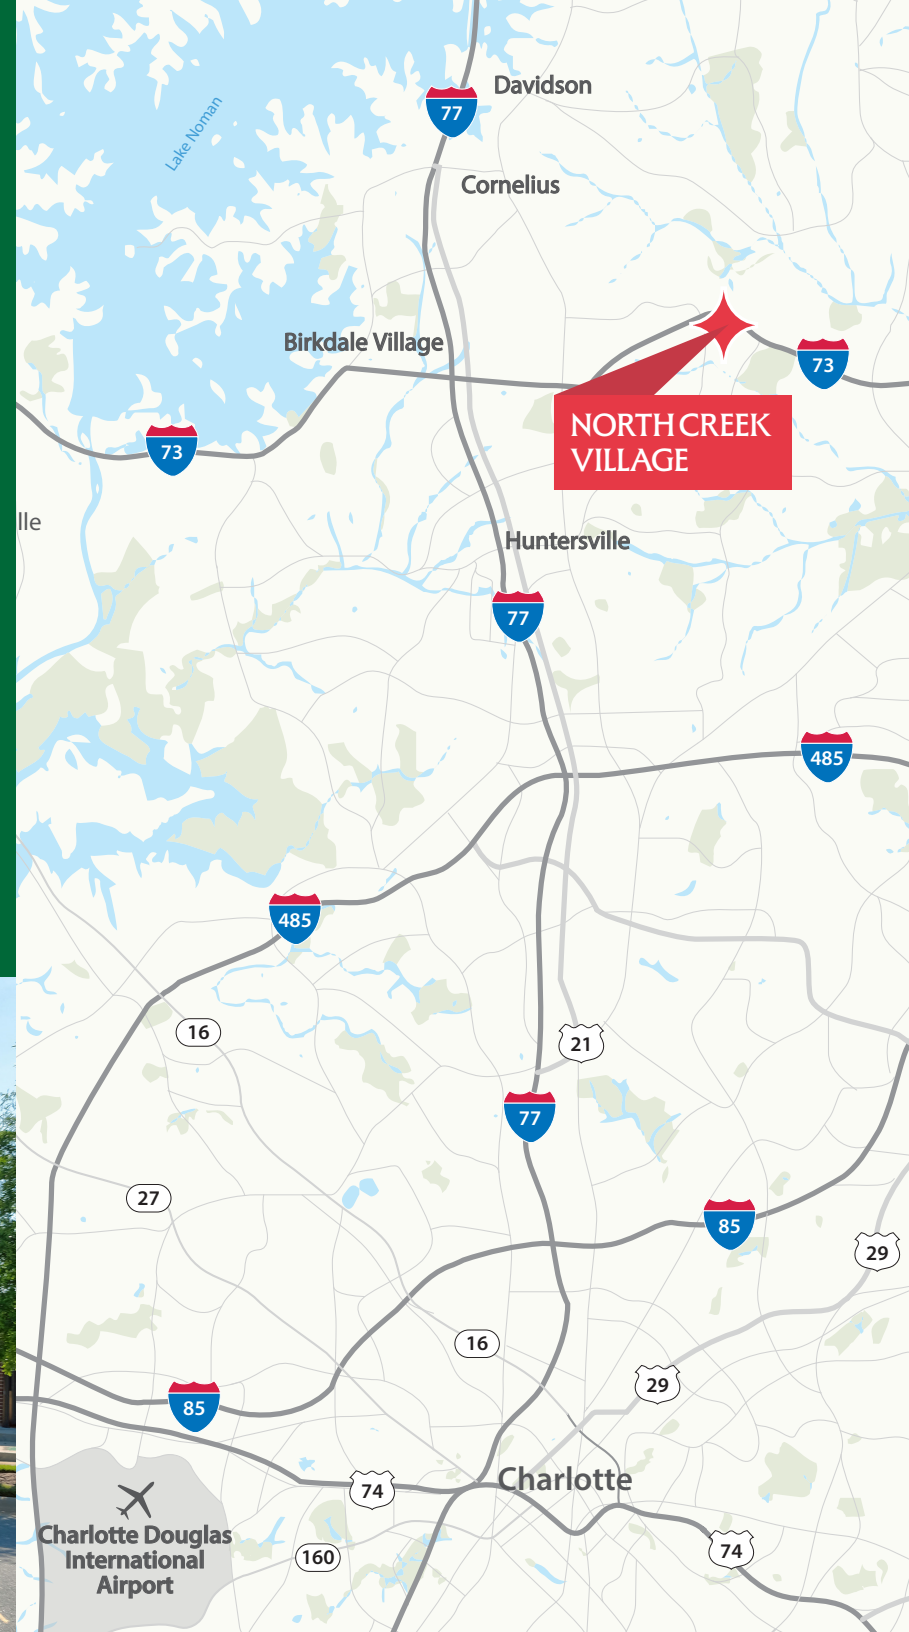 Davidson
77
Lake Noman
Cornelius
Birkdale Village
73
73
NORTH CREEK
VILLAGE
lle
Huntersville
77
485
485
16
21
77
27
85
29
16
29
85
74
Charlotte
Charlotte Douglas
International
Airport
160
74